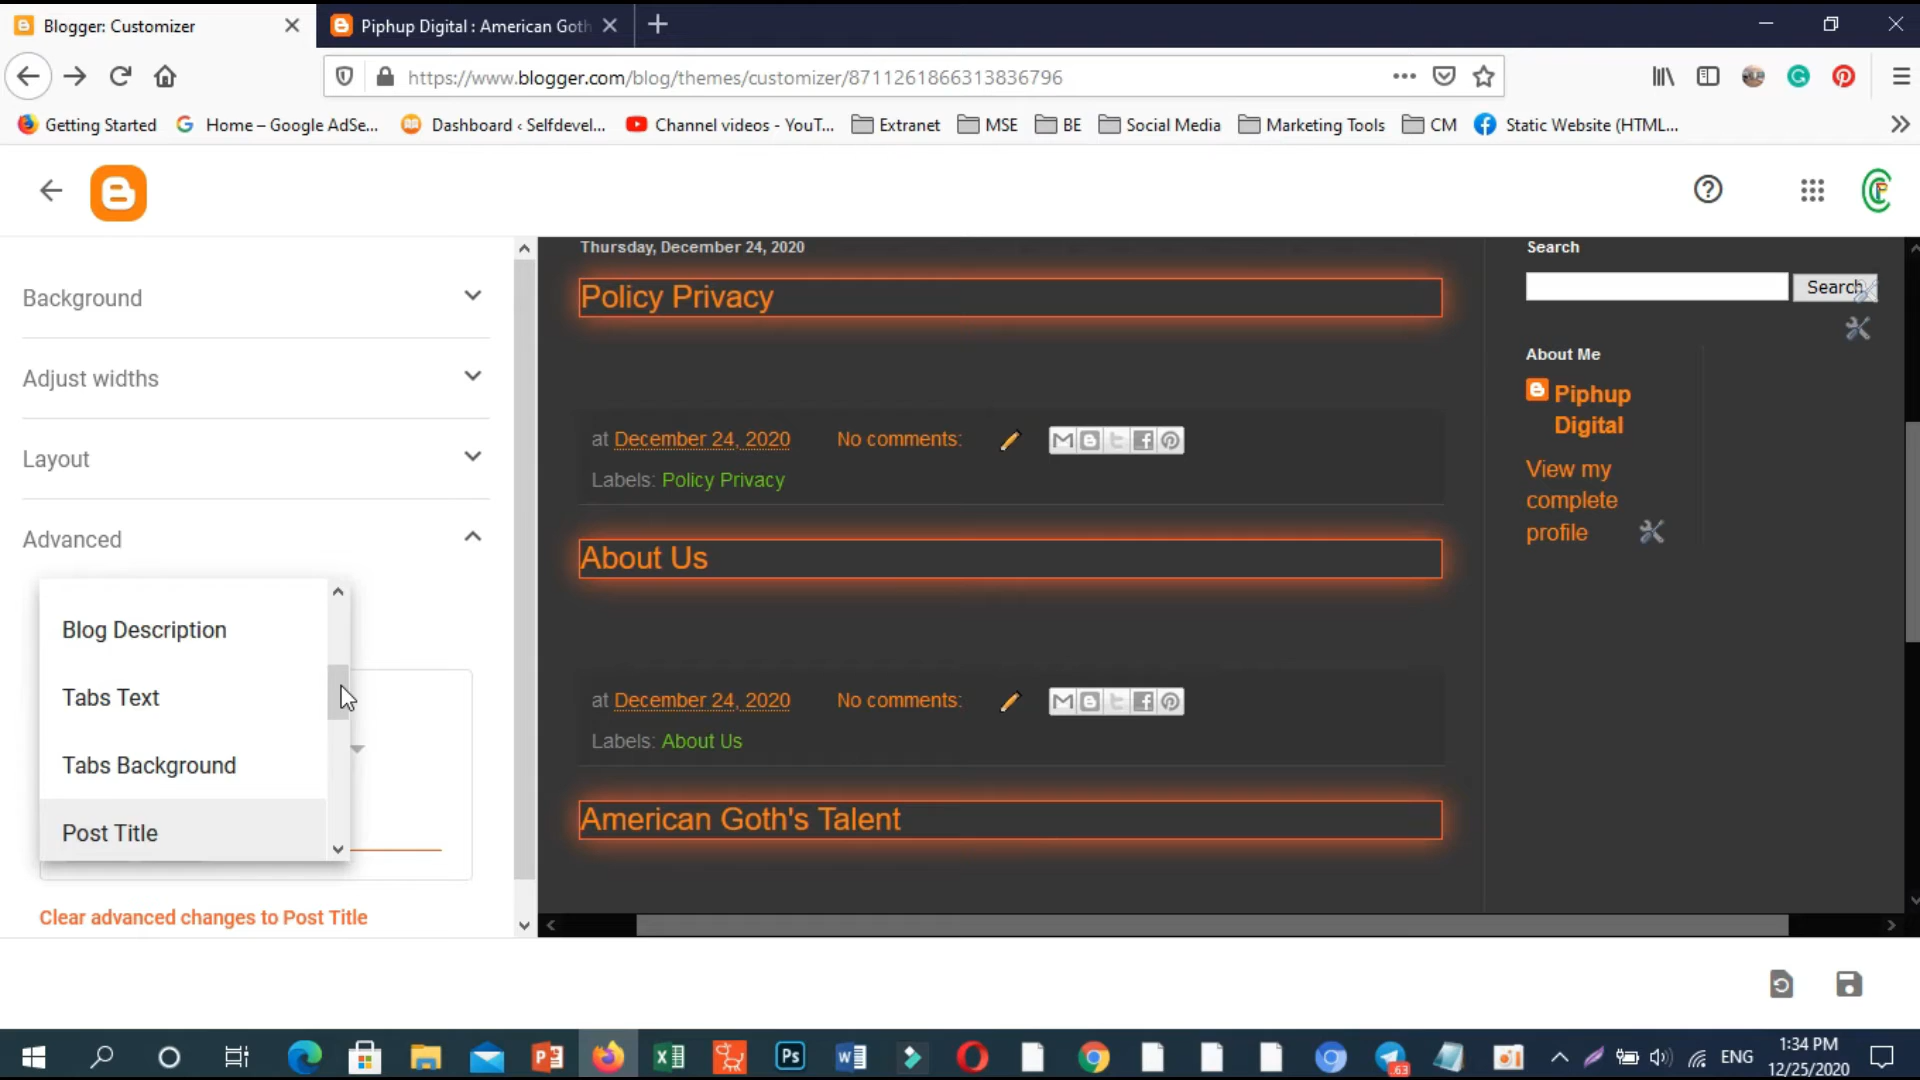 Blogger: Customizer
Piphup Digital : American Goth
https://www.blogger.com/blog/themes/customizer/8711261866313836796
Getting Started
Home – Google AdSe...
Dashboard ‹ Selfdevel...
Channel videos - YouT...
Extranet
MSE
BE
Social Media
Marketing Tools
CM
Static Website (HTML...
Background
Adjust widths
Layout
Advanced
Blog Description
Tabs Text
Tabs Background
Post Title
Clear advanced changes to Post Title
Thursday, December 24, 2020
Policy Privacy
at December 24, 2020 No comments:
Labels: Policy Privacy
About Us
at December 24, 2020 No comments:
Labels: About Us
American Goth's Talent
Search
Search
About Me
Piphup
Digital
View my
complete
profile
63
ENG
1:34 PM
12/25/2020